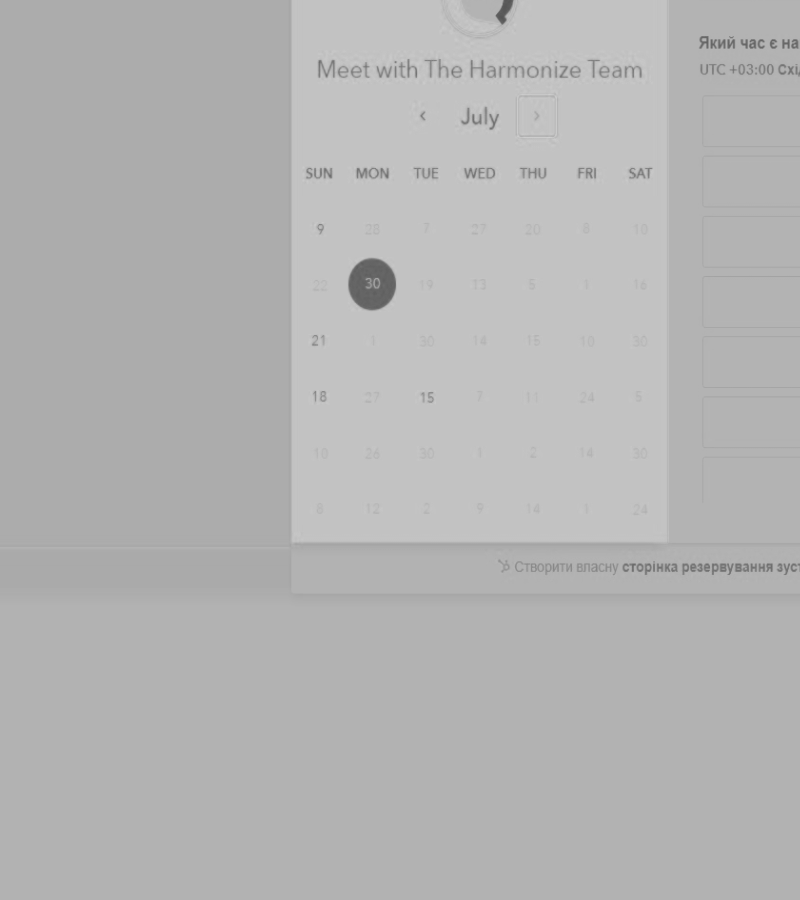 Meet with The Harmonize Team
‹ July ›
SUN MON TUE WED THU FRI SAT
9 28 7 27 20 8 10
22 30 19 13 5 1 16
21 1 30 14 15 10 30
18 27 15 7 11 24 5
10 26 30 1 2 14 30
8 12 2 9 14 1 24
Який час є на
UTC +03:00 Схі
Створити власну сторінка резервування зуст